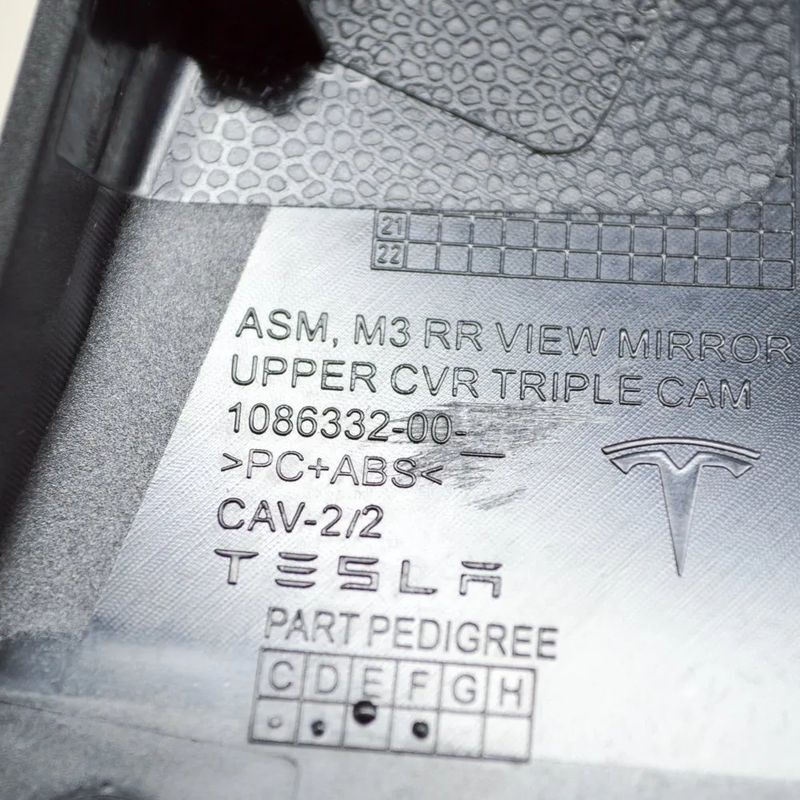 21
22
ASM, M3 RR VIEW MIRROR
UPPER CVR TRIPLE CAM
1086332-00-__
>PC+ABS<
CAV-2/2
TESLA
PART PEDIGREE
C D E F G H